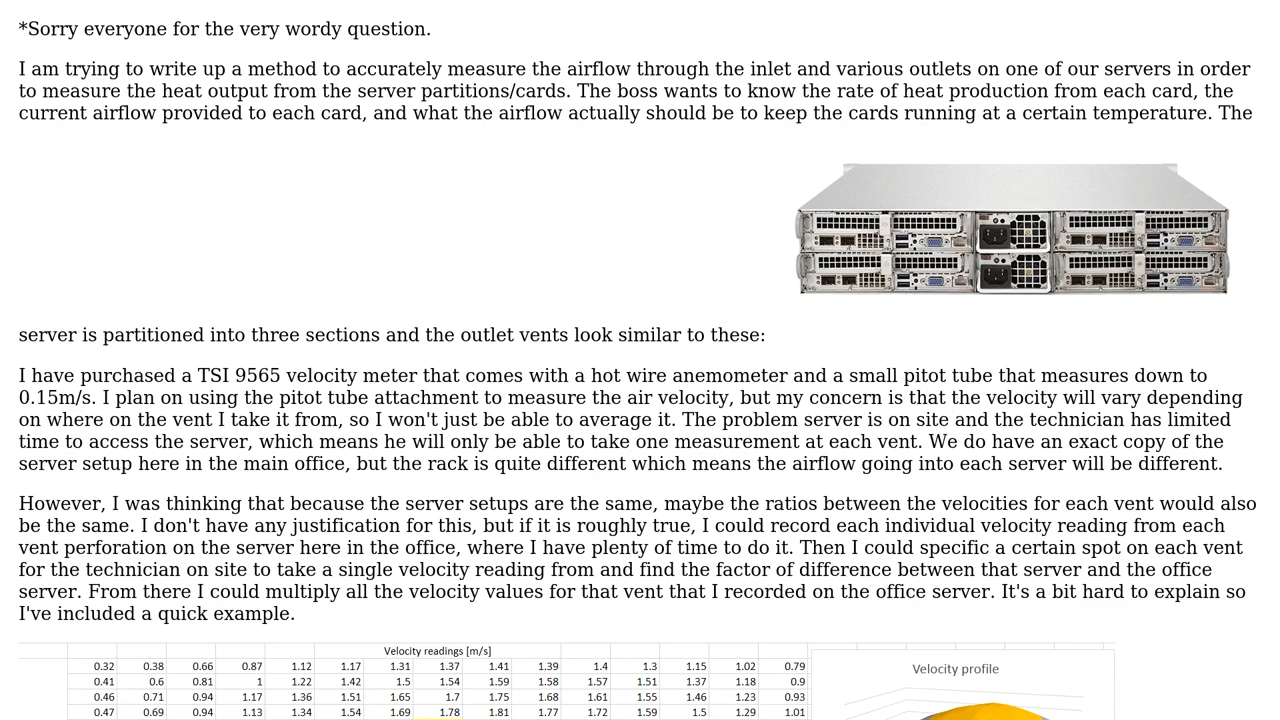 *Sorry everyone for the very wordy question.
I am trying to write up a method to accurately measure the airflow through the inlet and various outlets on one of our servers in order
to measure the heat output from the server partitions/cards. The boss wants to know the rate of heat production from each card, the
current airflow provided to each card, and what the airflow actually should be to keep the cards running at a certain temperature. The
server is partitioned into three sections and the outlet vents look similar to these:
I have purchased a TSI 9565 velocity meter that comes with a hot wire anemometer and a small pitot tube that measures down to
0.15m/s. I plan on using the pitot tube attachment to measure the air velocity, but my concern is that the velocity will vary depending
on where on the vent I take it from, so I won't just be able to average it. The problem server is on site and the technician has limited
time to access the server, which means he will only be able to take one measurement at each vent. We do have an exact copy of the
server setup here in the main office, but the rack is quite different which means the airflow going into each server will be different.
However, I was thinking that because the server setups are the same, maybe the ratios between the velocities for each vent would also
be the same. I don't have any justification for this, but if it is roughly true, I could record each individual velocity reading from each
vent perforation on the server here in the office, where I have plenty of time to do it. Then I could specific a certain spot on each vent
for the technician on site to take a single velocity reading from and find the factor of difference between that server and the office
server. From there I could multiply all the velocity values for that vent that I recorded on the office server. It's a bit hard to explain so
I've included a quick example.
Velocity readings [m/s]
0.32 0.38 0.66 0.87 1.12 1.17 1.31 1.37 1.41 1.39 1.4 1.3 1.15 1.02 0.79
0.41 0.6 0.81 1 1.22 1.42 1.5 1.54 1.59 1.58 1.57 1.51 1.37 1.18 0.9
0.46 0.71 0.94 1.17 1.36 1.51 1.65 1.7 1.75 1.68 1.61 1.55 1.46 1.23 0.93
0.47 0.69 0.94 1.13 1.34 1.54 1.69 1.78 1.81 1.77 1.72 1.59 1.5 1.29 1.01
Velocity profile